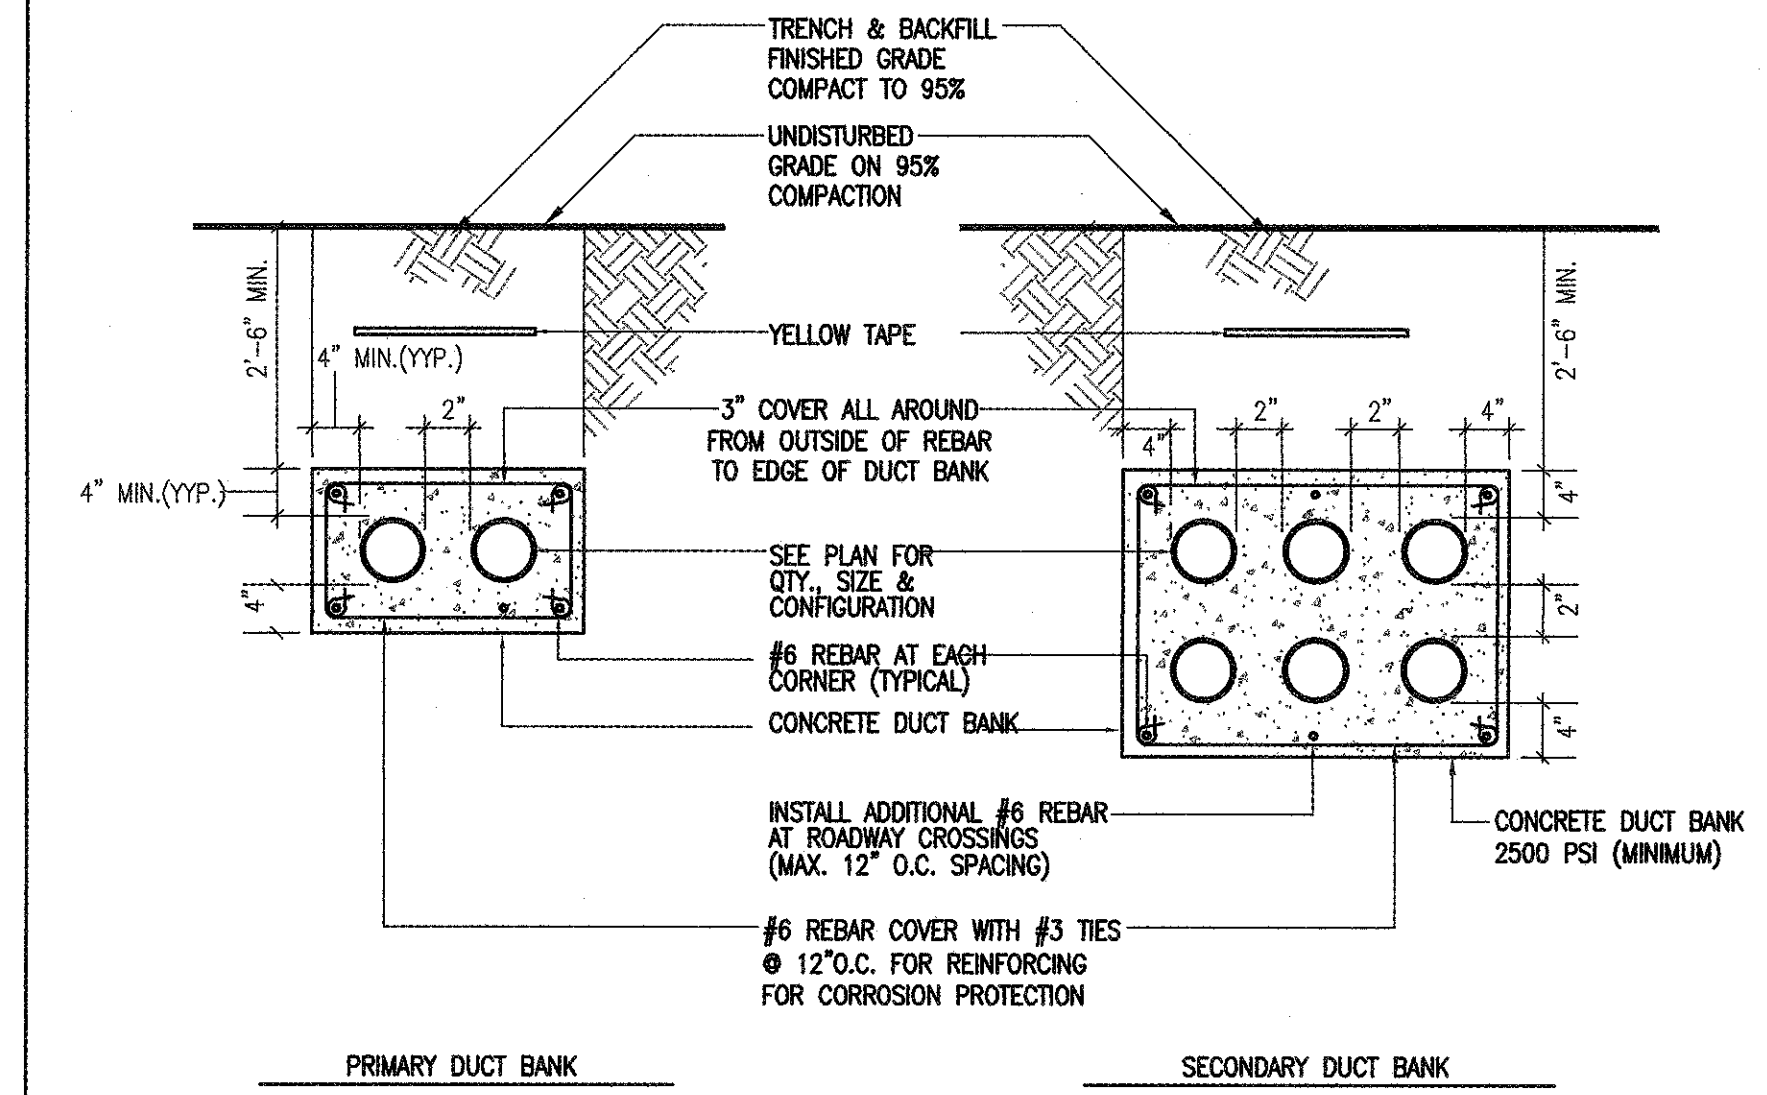 TRENCH & BACKFILL
FINISHED GRADE
COMPACT TO 95%
UNDISTURBED
GRADE ON 95%
COMPACTION
2'-6" MIN.
2'-6" MIN.
YELLOW TAPE
4" MIN.(YYP.)
2"
3" COVER ALL AROUND
FROM OUTSIDE OF REBAR
TO EDGE OF DUCT BANK
4"
2"
2"
4"
4" MIN.(YYP.)
4"
4"
2"
4"
SEE PLAN FOR
QTY., SIZE &
CONFIGURATION
#6 REBAR AT EACH
CORNER (TYPICAL)
CONCRETE DUCT BANK
INSTALL ADDITIONAL #6 REBAR
AT ROADWAY CROSSINGS
(MAX. 12" O.C. SPACING)
CONCRETE DUCT BANK
2500 PSI (MINIMUM)
#6 REBAR COVER WITH #3 TIES
@ 12"O.C. FOR REINFORCING
FOR CORROSION PROTECTION
PRIMARY DUCT BANK
SECONDARY DUCT BANK